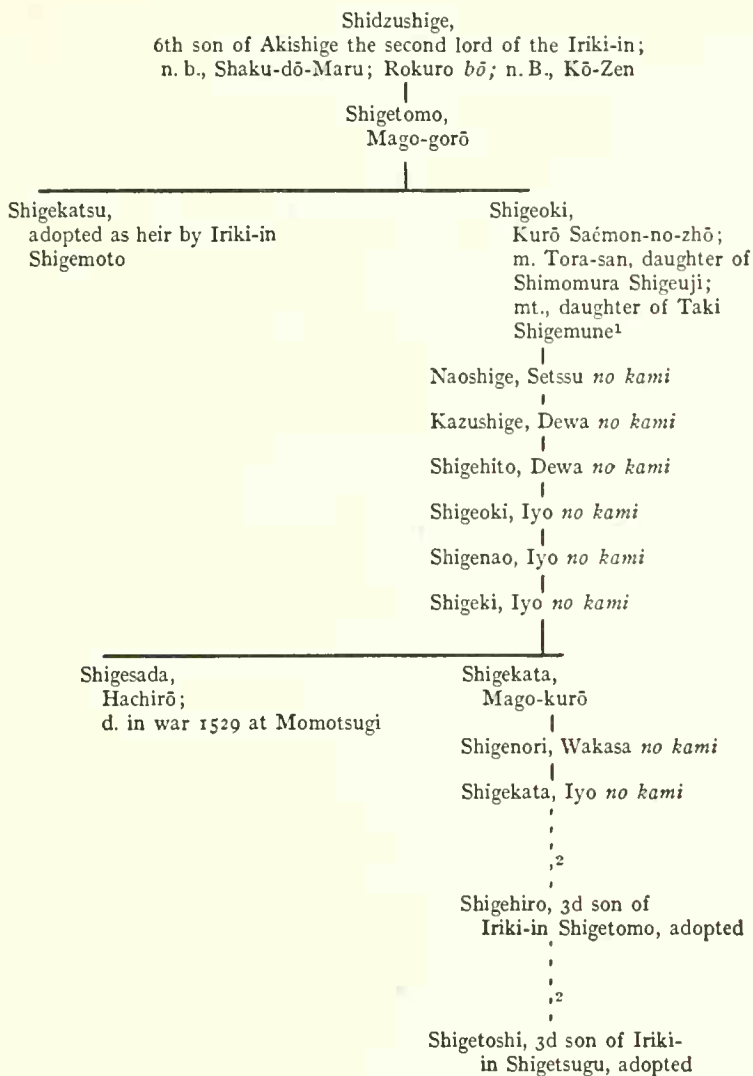 Shidzushige,
6th son of Akishige the second lord of the Iriki-in;
n. b., Shaku-dō-Maru; Rokuro bō; n. B., Kō-Zen
Shigetomo,
Mago-gorō
Shigekatsu,
adopted as heir by Iriki-in
Shigemoto
Shigeoki,
Kurō Saémon-no-zhō;
m. Tora-san, daughter of
Shimomura Shigeuji;
mt., daughter of Taki
Shigemune¹
Naoshige, Setssu no kami
Kazushige, Dewa no kami
Shigehito, Dewa no kami
Shigeoki, Iyo no kami
Shigenao, Iyo no kami
Shigeki, Iyo no kami
Shigesada,
Hachirō;
d. in war 1529 at Momotsugi
Shigekata,
Mago-kurō
Shigenori, Wakasa no kami
Shigekata, Iyo no kami
2
Shigehiro, 3d son of
Iriki-in Shigetomo, adopted
2
Shigetoshi, 3d son of Iriki-
in Shigetsugu, adopted